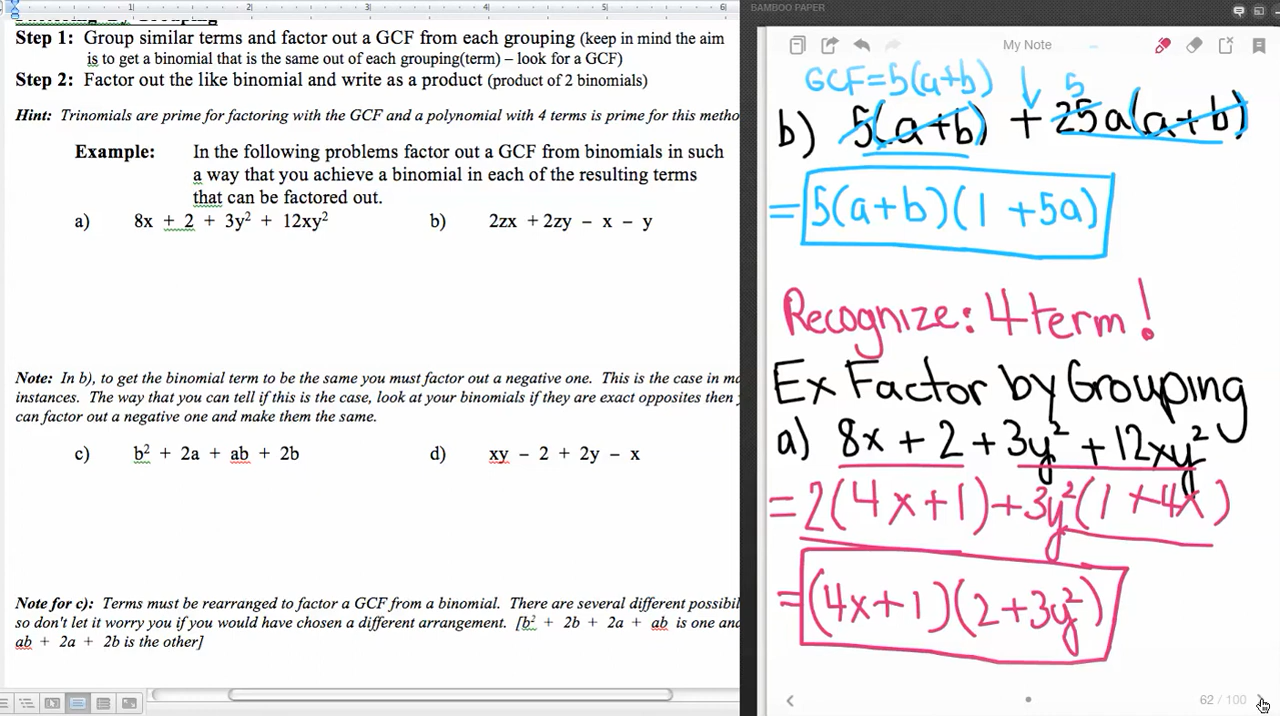 Factoring By Grouping
Step 1: Group similar terms and factor out a GCF from each grouping (keep in mind the aim
is to get a binomial that is the same out of each grouping(term) – look for a GCF)
Step 2: Factor out the like binomial and write as a product (product of 2 binomials)
Hint: Trinomials are prime for factoring with the GCF and a polynomial with 4 terms is prime for this metho
Example: In the following problems factor out a GCF from binomials in such
a way that you achieve a binomial in each of the resulting terms
that can be factored out.
a) 8x + 2 + 3y² + 12xy² b) 2zx + 2zy – x – y
Note: In b), to get the binomial term to be the same you must factor out a negative one. This is the case in ma
instances. The way that you can tell if this is the case, look at your binomials if they are exact opposites then y
can factor out a negative one and make them the same.
c) b² + 2a + ab + 2b d) xy – 2 + 2y – x
Note for c): Terms must be rearranged to factor a GCF from a binomial. There are several different possibil
so don't let it worry you if you would have chosen a different arrangement. [b² + 2b + 2a + ab is one and
ab + 2a + 2b is the other]
BAMBOO PAPER
My Note
GCF=5(a+b) 5
b) 5(a+b) + 25a(a+b)
= 5(a+b)(1 +5a)
Recognize: 4 term!
Ex Factor by Grouping
a) 8x + 2 + 3y² + 12xy²
= 2(4x+1)+3y²(1 +4x)
= (4x+1)(2+3y²)
62 / 100